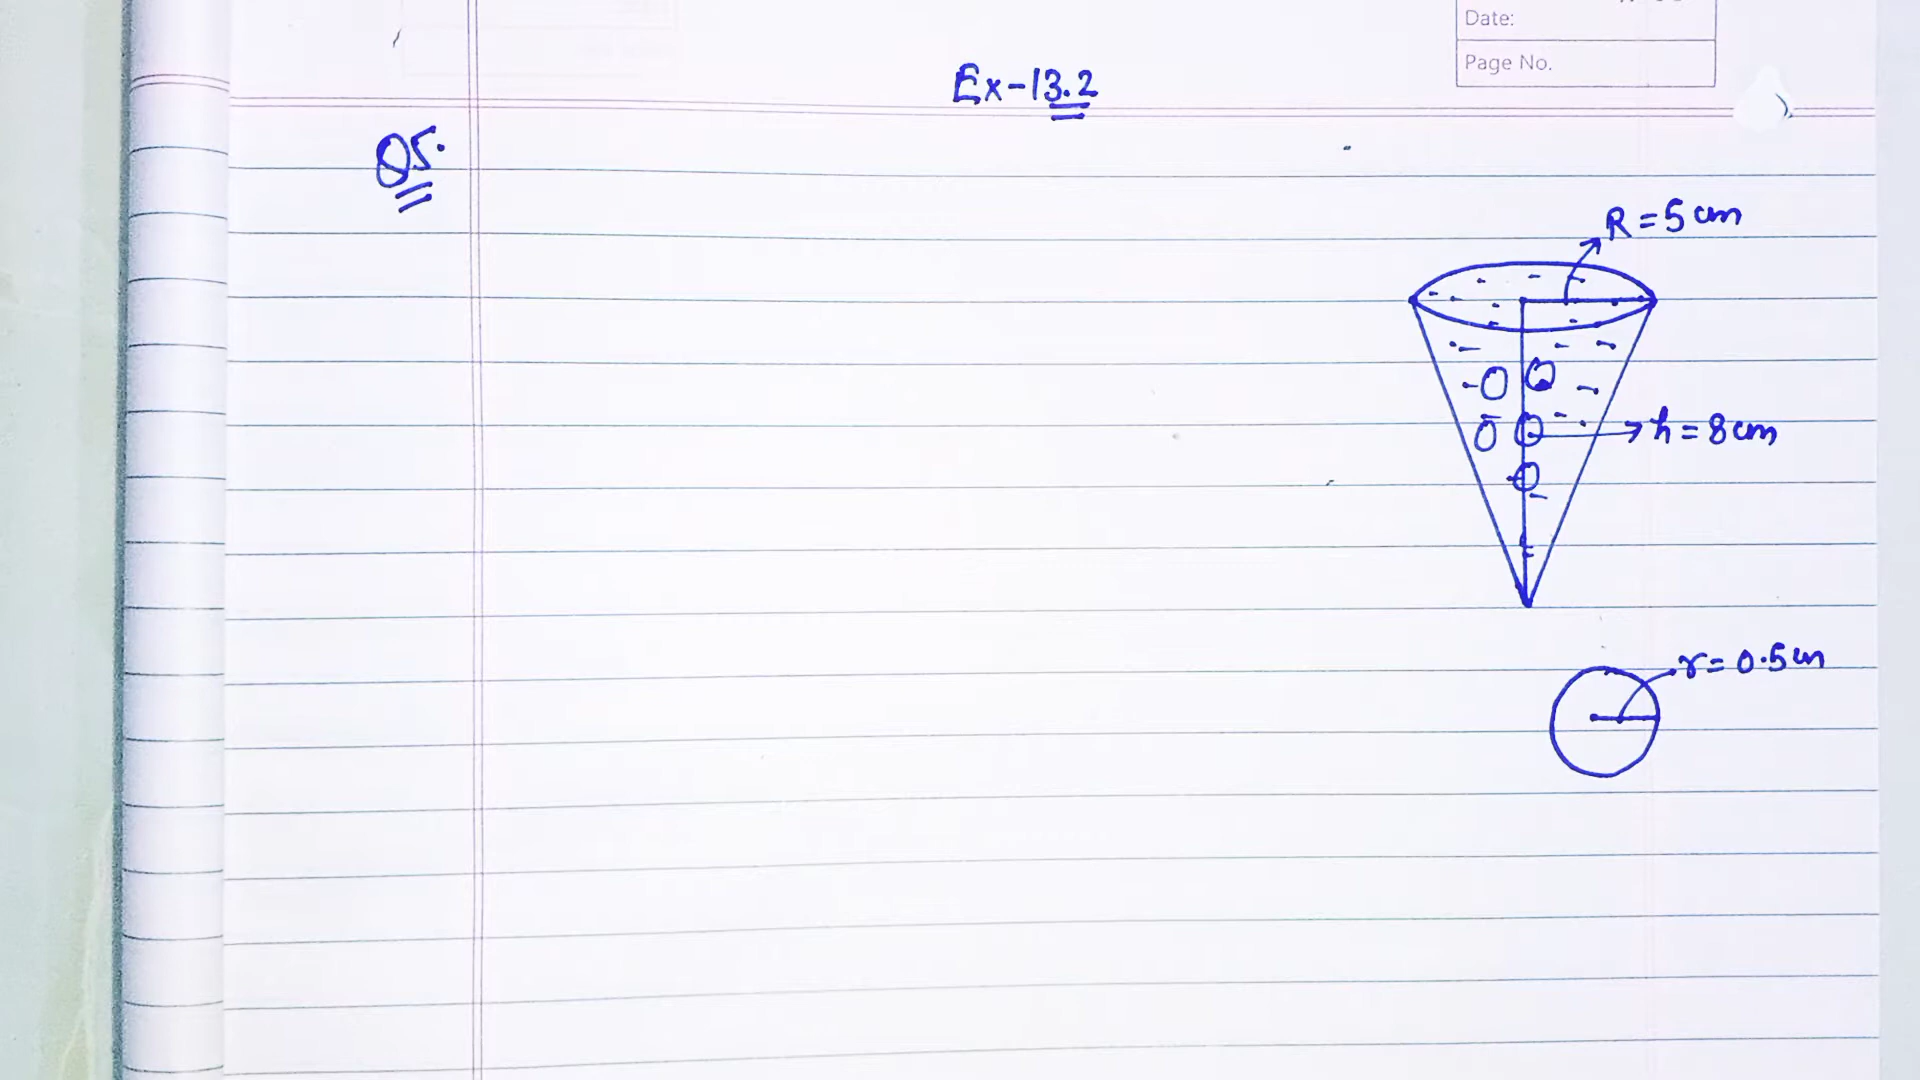 Date:
Page No.
Ex-13.2
Q5.
R = 5 cm
h = 8 cm
r = 0.5 cm